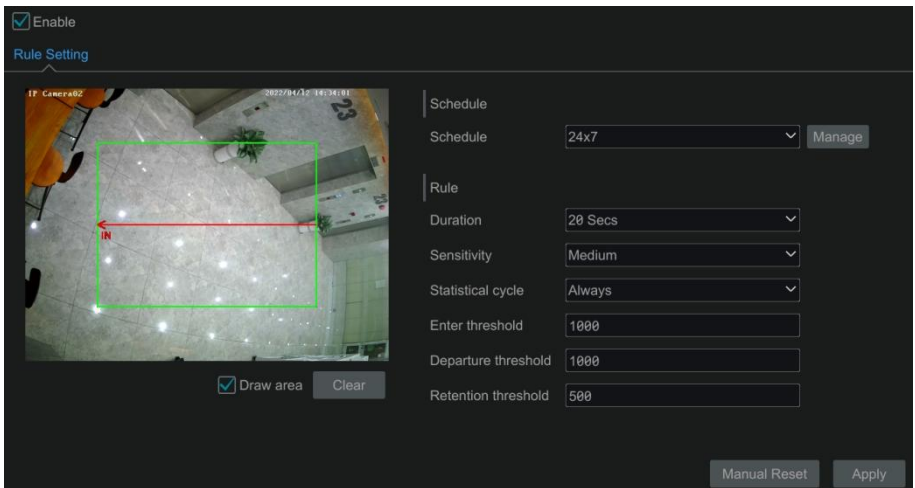 Enable
Rule Setting
IP Camera02 2022/04/12 14:34:01
23
23
IN
Draw area Clear
Schedule
Schedule 24x7 Manage
Rule
Duration 20 Secs
Sensitivity Medium
Statistical cycle Always
Enter threshold 1000
Departure threshold 1000
Retention threshold 500
Manual Reset Apply